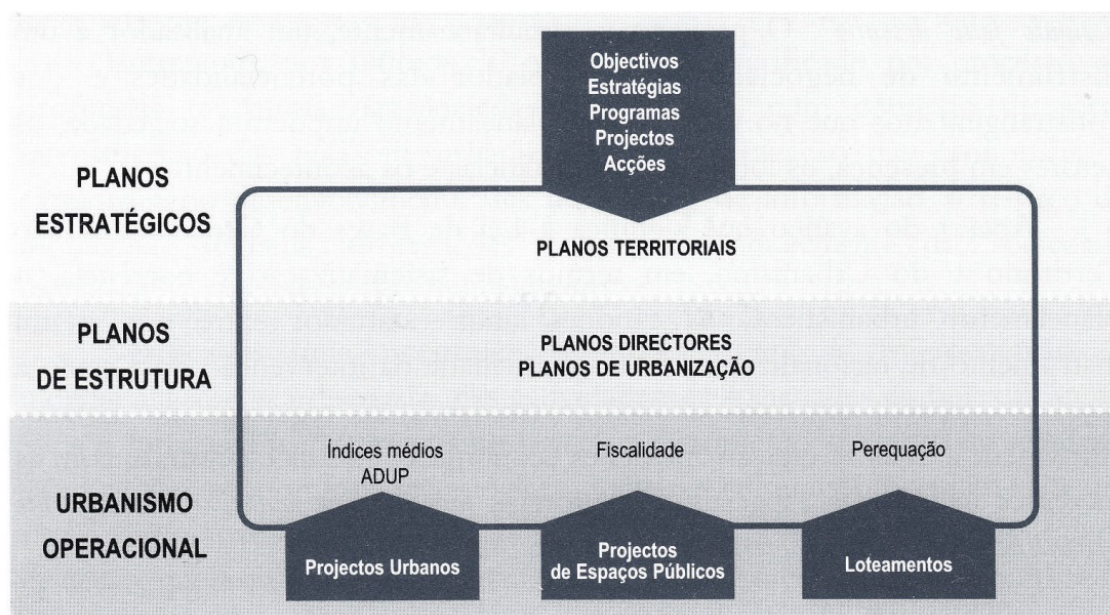 Objectivos
Estratégias
Programas
Projectos
Acções
PLANOS
ESTRATÉGICOS
PLANOS TERRITORIAIS
PLANOS
DE ESTRUTURA
PLANOS DIRECTORES
PLANOS DE URBANIZAÇÃO
URBANISMO
OPERACIONAL
Índices médios
ADUP
Fiscalidade
Perequação
Projectos Urbanos
Projectos
de Espaços Públicos
Loteamentos